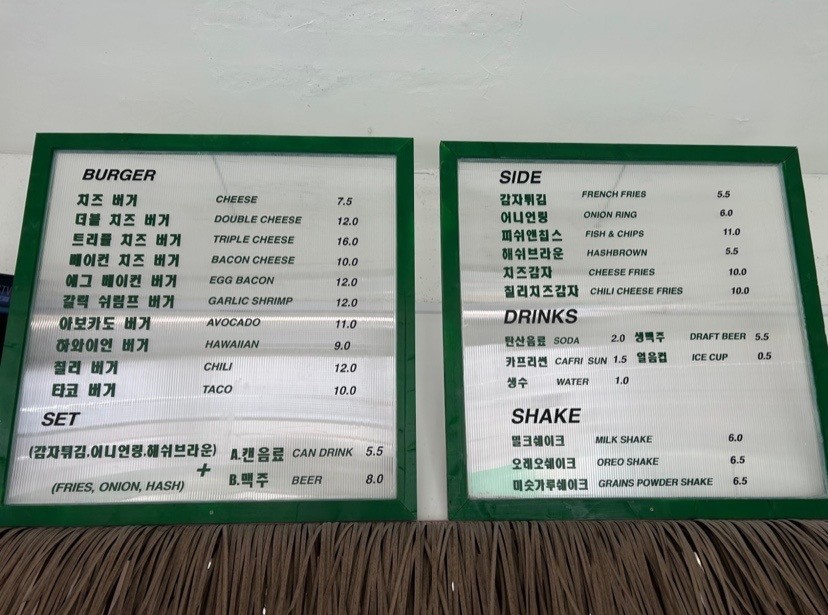 BURGER
치즈 버거 CHEESE 7.5
더블 치즈 버거 DOUBLE CHEESE 12.0
트리플 치즈 버거 TRIPLE CHEESE 16.0
베이컨 치즈 버거 BACON CHEESE 10.0
에그 베이컨 버거 EGG BACON 12.0
갈릭 쉬림프 버거 GARLIC SHRIMP 12.0
아보카도 버거 AVOCADO 11.0
하와이언 버거 HAWAIIAN 9.0
칠리 버거 CHILI 12.0
타코 버거 TACO 10.0
SET
(감자튀김.어니언링.해쉬브라운) A.캔음료 CAN DRINK 5.5
+
(FRIES, ONION, HASH) B.맥주 BEER 8.0
SIDE
감자튀김 FRENCH FRIES 5.5
어니언링 ONION RING 6.0
피쉬앤칩스 FISH & CHIPS 11.0
해쉬브라운 HASHBROWN 5.5
치즈감자 CHEESE FRIES 10.0
칠리치즈감자 CHILI CHEESE FRIES 10.0
DRINKS
탄산음료 SODA 2.0 생맥주 DRAFT BEER 5.5
카프리썬 CAFRI SUN 1.5 얼음컵 ICE CUP 0.5
생수 WATER 1.0
SHAKE
밀크쉐이크 MILK SHAKE 6.0
오레오쉐이크 OREO SHAKE 6.5
미숫가루쉐이크 GRAINS POWDER SHAKE 6.5